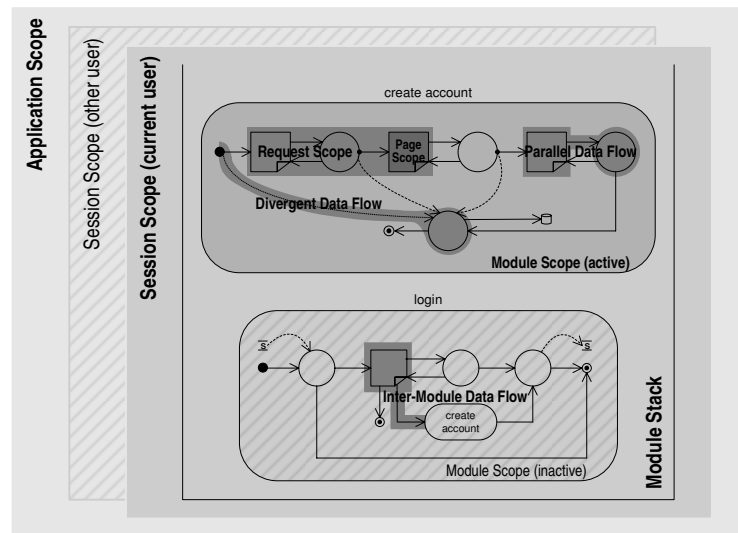 Application Scope
Session Scope (other user)
Session Scope (current user)
create account
Request Scope
Page
Scope
Parallel Data Flow
Divergent Data Flow
Module Scope (active)
login
s
s
Inter-Module Data Flow
create
account
Module Scope (inactive)
Module Stack